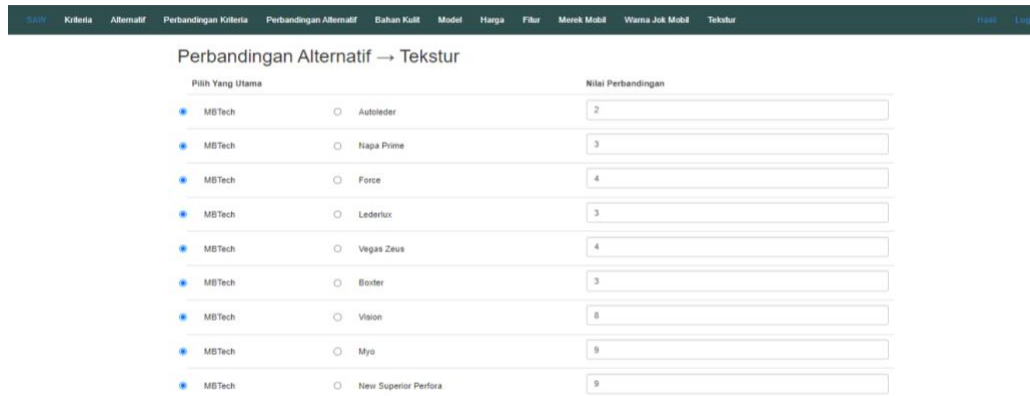 SAW Kriteria Alternatif Perbandingan Kriteria Perbandingan Alternatif Bahan Kulit Model Harga Fitur Merek Mobil Warna Jok Mobil Tekstur Hasil Log
Perbandingan Alternatif → Tekstur
Pilih Yang Utama Nilai Perbandingan
MBTech Autoleder 2
MBTech Napa Prime 3
MBTech Force 4
MBTech Lederlux 3
MBTech Vegas Zeus 4
MBTech Boxter 3
MBTech Vision 8
MBTech Myo 9
MBTech New Superior Perfora 9